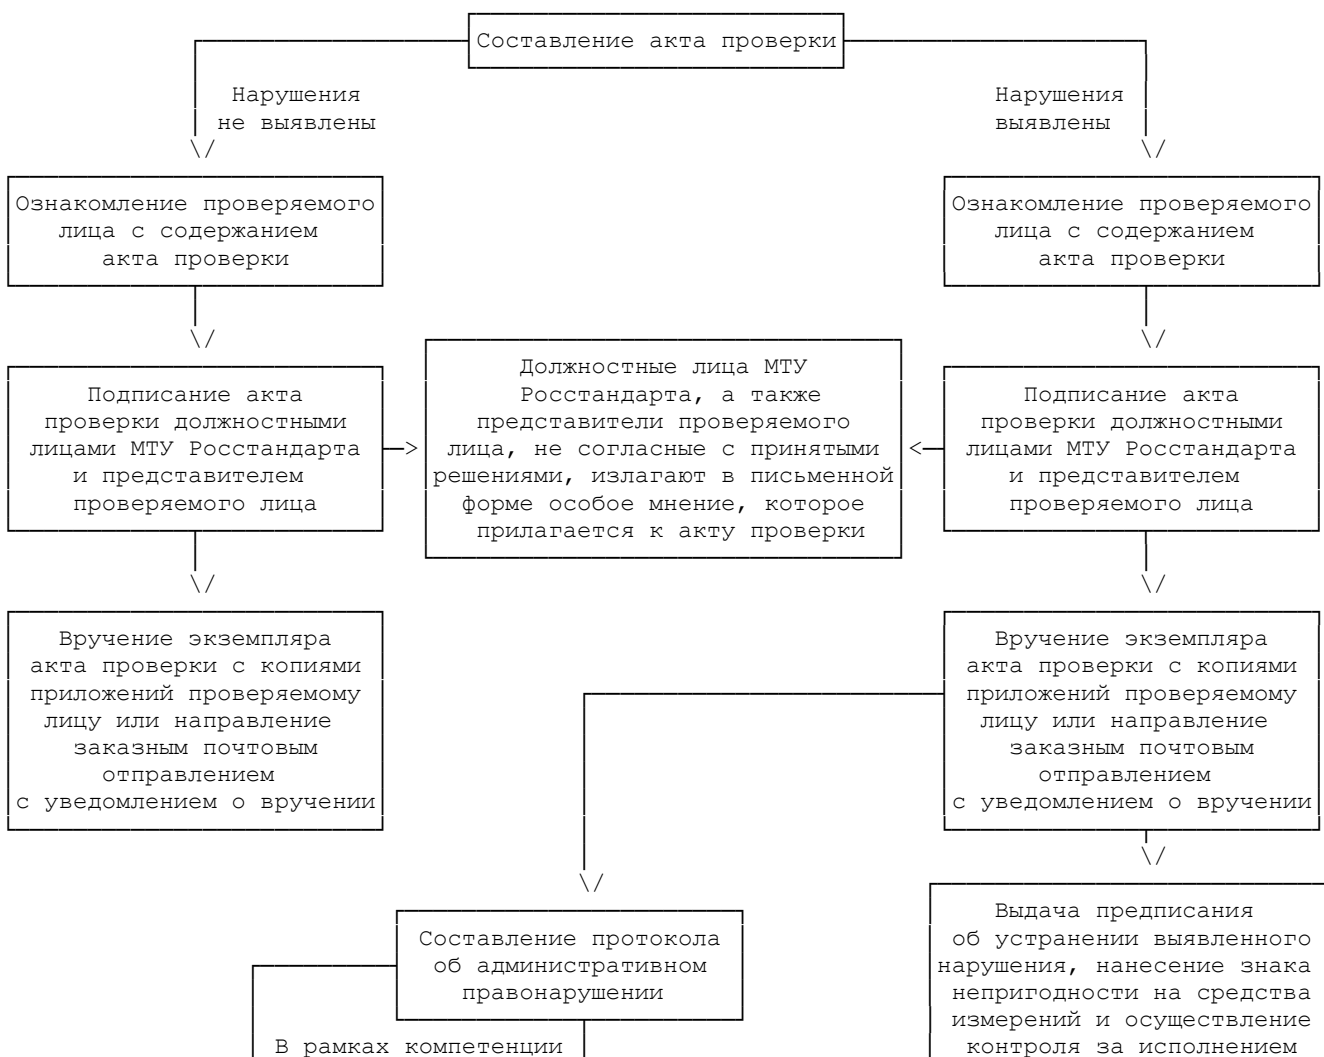 Составление акта проверки
Нарушения
не выявлены
Нарушения
выявлены
Ознакомление проверяемого
лица с содержанием
акта проверки
Ознакомление проверяемого
лица с содержанием
акта проверки
Подписание акта
проверки должностными
лицами МТУ Росстандарта
и представителем
проверяемого лица
Должностные лица МТУ
Росстандарта, а также
представители проверяемого
лица, не согласные с принятыми
решениями, излагают в письменной
форме особое мнение, которое
прилагается к акту проверки
Подписание акта
проверки должностными
лицами МТУ Росстандарта
и представителем
проверяемого лица
Вручение экземпляра
акта проверки с копиями
приложений проверяемому
лицу или направление
заказным почтовым
отправлением
с уведомлением о вручении
Вручение экземпляра
акта проверки с копиями
приложений проверяемому
лицу или направление
заказным почтовым
отправлением
с уведомлением о вручении
Составление протокола
об административном
правонарушении
В рамках компетенции
Выдача предписания
об устранении выявленного
нарушения, нанесение знака
непригодности на средства
измерений и осуществление
контроля за исполнением